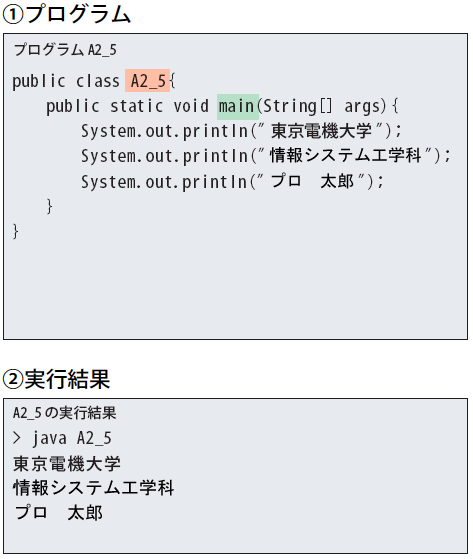 ①プログラム
プログラム A2_5
public class A2_5{
    public static void main(String[] args){
        System.out.println(″東京電機大学″);
        System.out.println(″情報システム工学科″);
        System.out.println(″プロ　太郎″);
    }
}
②実行結果
A2_5 の実行結果
> java A2_5
東京電機大学
情報システム工学科
プロ　太郎